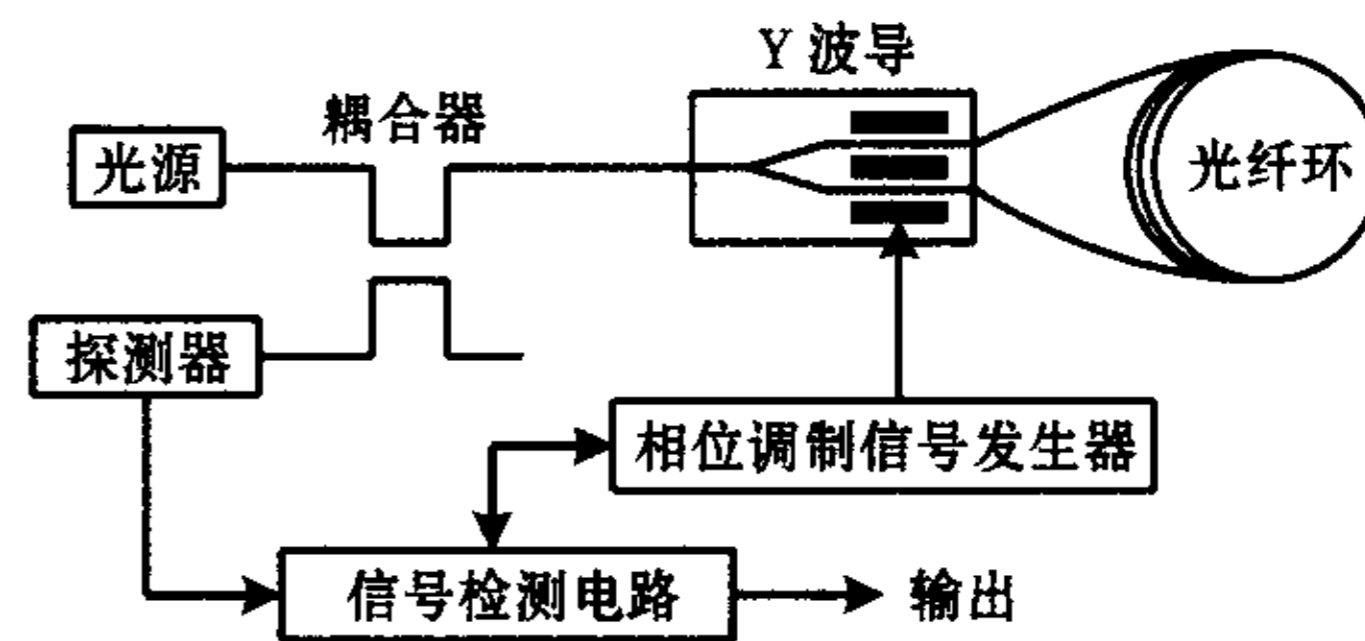 Y 波导
耦合器
光源
光纤环
探测器
相位调制信号发生器
信号检测电路
输出